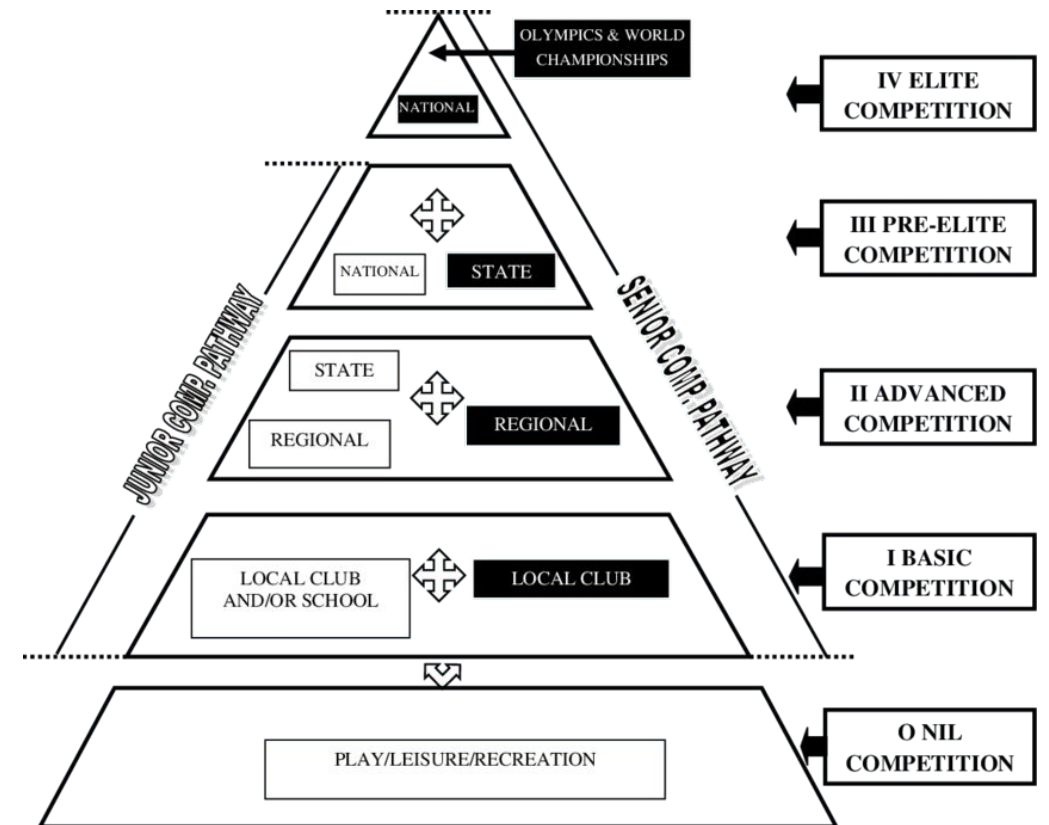 OLYMPICS & WORLD
CHAMPIONSHIPS
NATIONAL
IV ELITE
COMPETITION
NATIONAL
STATE
III PRE-ELITE
COMPETITION
JUNIOR COMP. PATHWAY
SENIOR COMP. PATHWAY
STATE
REGIONAL
REGIONAL
II ADVANCED
COMPETITION
LOCAL CLUB
AND/OR SCHOOL
LOCAL CLUB
I BASIC
COMPETITION
PLAY/LEISURE/RECREATION
O NIL
COMPETITION